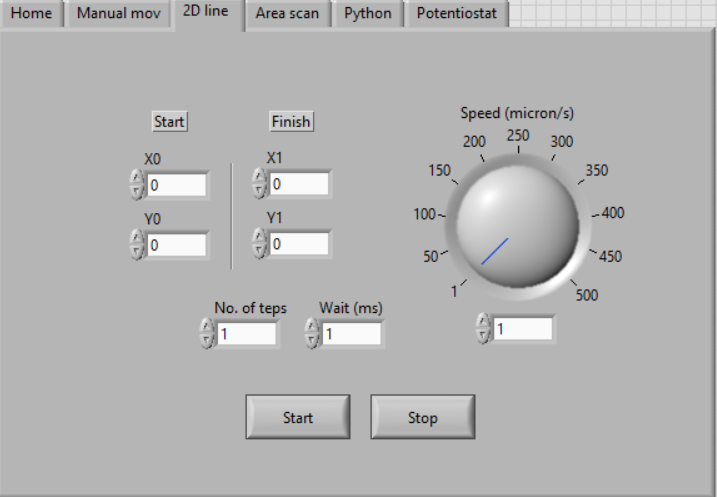 Home Manual mov 2D line Area scan Python Potentiostat
Start Finish
X0 X1
0 0
Y0 Y1
0 0
No. of teps Wait (ms)
1 1
Speed (micron/s)
1 50 100 150 200 250 300 350 400 450 500
1
Start Stop